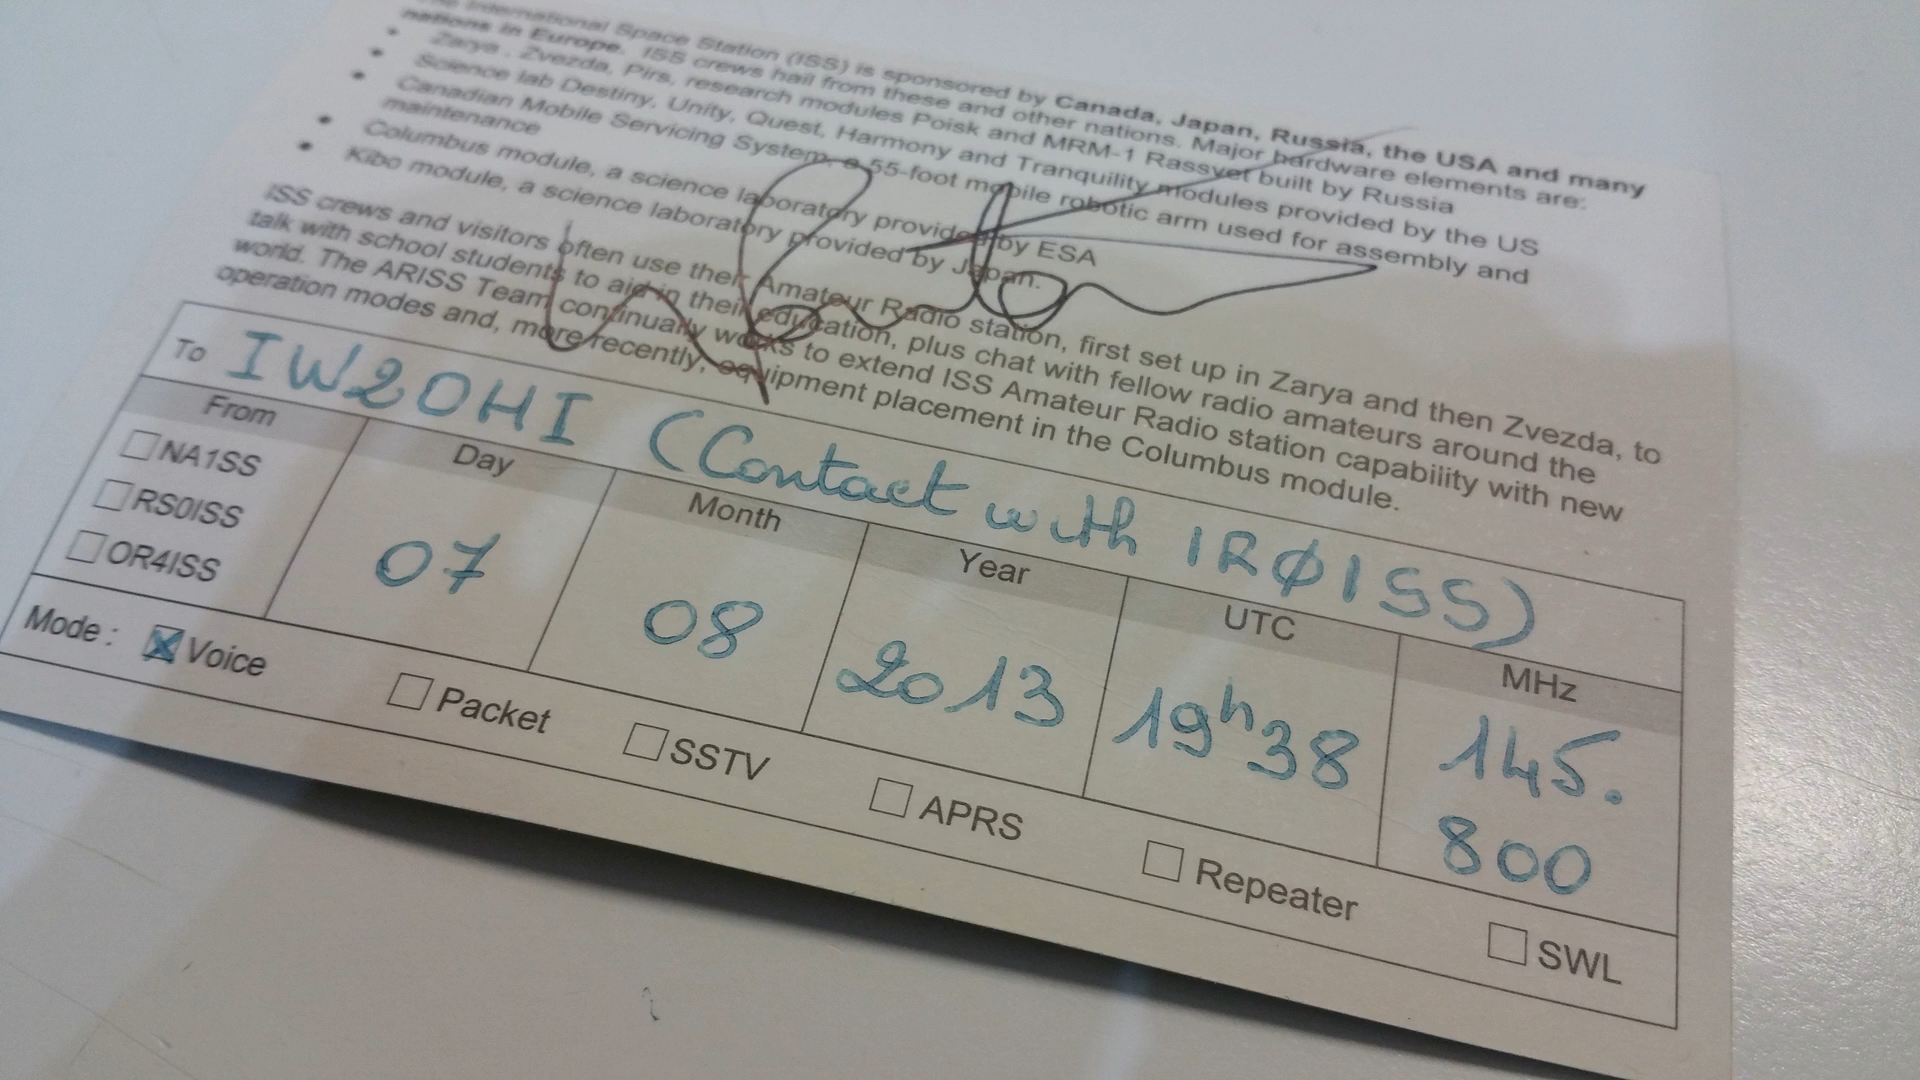 The International Space Station (ISS) is sponsored by Canada, Japan, Russia, the USA and many
nations in Europe. ISS crews hail from these and other nations. Major hardware elements are:
• Zarya, Zvezda, Pirs, research modules Poisk and MRM-1 Rassvet built by Russia
• Science lab Destiny, Unity, Quest, Harmony and Tranquility modules provided by the US
• Canadian Mobile Servicing System, a 55-foot mobile robotic arm used for assembly and
maintenance
• Columbus module, a science laboratory provided by ESA
• Kibo module, a science laboratory provided by Japan.
ISS crews and visitors often use their Amateur Radio station, first set up in Zarya and then Zvezda, to
talk with school students to aid in their education, plus chat with fellow radio amateurs around the
world. The ARISS Team continually works to extend ISS Amateur Radio station capability with new
operation modes and, more recently, equipment placement in the Columbus module.
To IW2OHI (Contact with IRØISS)
From Day Month Year UTC MHz
☐ NA1SS
☐ RS0ISS
☐ OR4ISS
07 08 2013 19h38 145.
800
Mode : ☒ Voice ☐ Packet ☐ SSTV ☐ APRS ☐ Repeater ☐ SWL